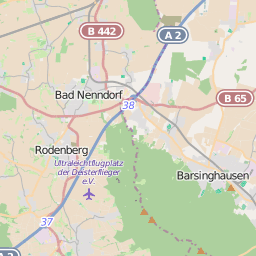 B 442
A 2
Bad Nenndorf
38
B 65
Rodenberg
Ultraleichtflugplatz
der Deisterflieger
e.V.
Barsinghausen
37